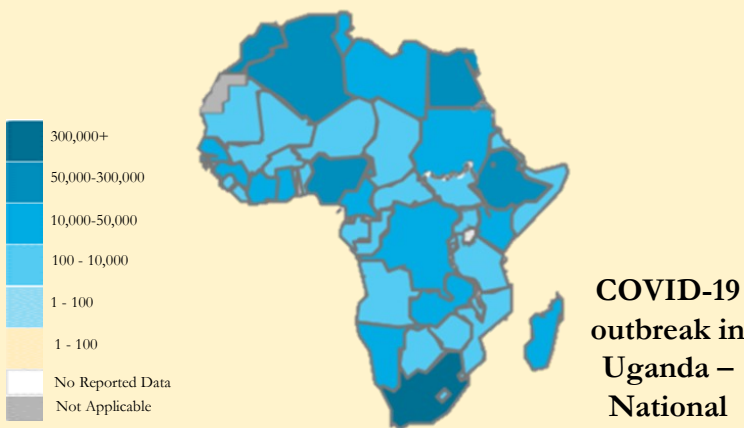 300,000+
50,000-300,000
10,000-50,000
100 - 10,000
1 - 100
1 - 100
No Reported Data
Not Applicable
COVID-19
outbreak in
Uganda –
National